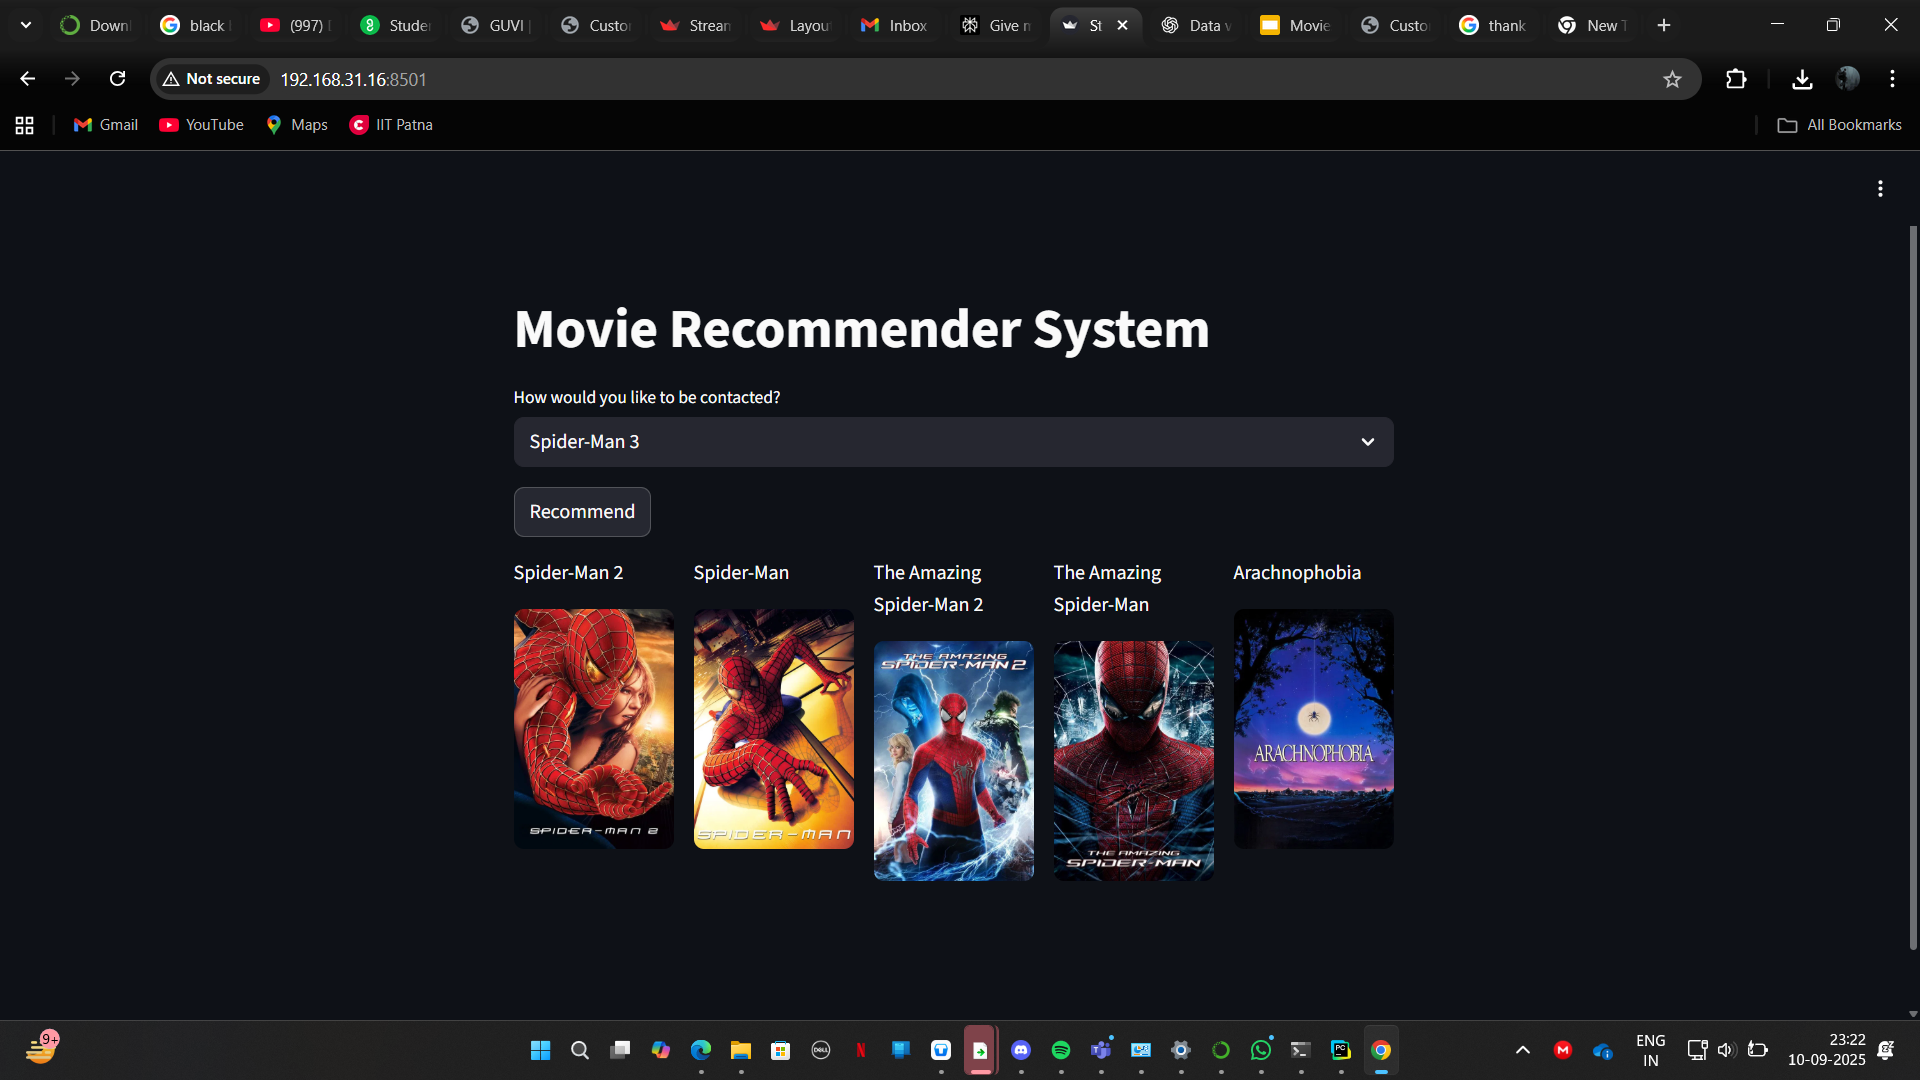 Down
black
(997)
Stude
GUVI |
Custo
Stream
Layou
Inbox
Give m
St
Data v
Movie
Custo
thank
New T
Not secure
192.168.31.16:8501
Gmail
YouTube
Maps
IIT Patna
All Bookmarks
Movie Recommender System
How would you like to be contacted?
Spider-Man 3
Recommend
Spider-Man 2
Spider-Man
The Amazing
Spider-Man 2
The Amazing
Spider-Man
Arachnophobia
SPIDER-MAN 2
SPIDER-MAN
THE AMAZING
SPIDER-MAN 2
THE AMAZING
SPIDER-MAN
ARACHNOPHOBIA
9+
DELL
N
PC
M
ENG
IN
23:22
10-09-2025